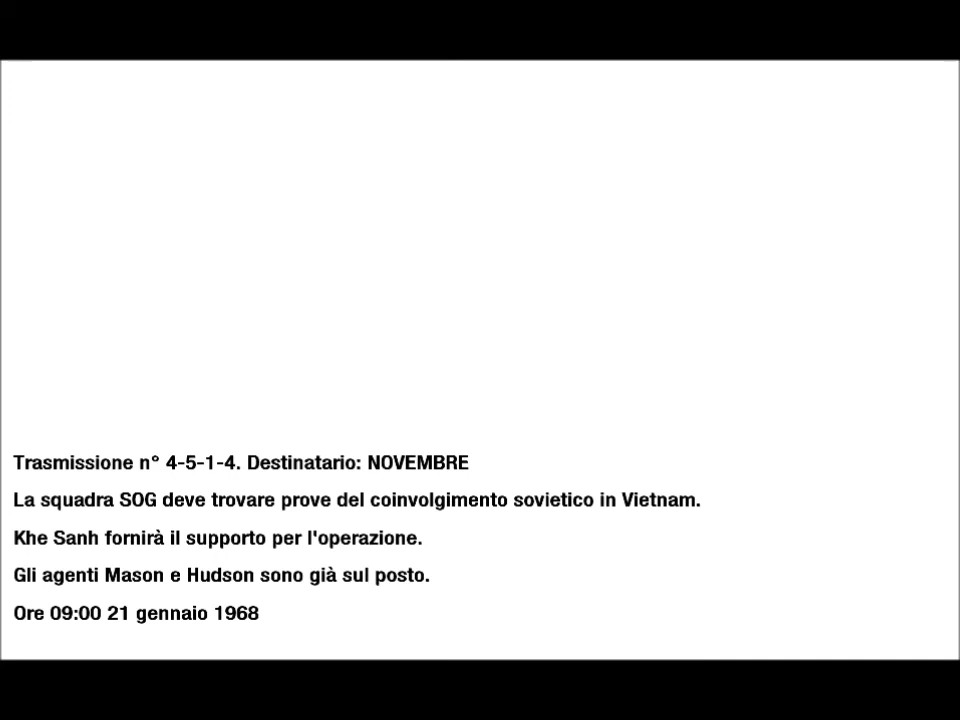 Trasmissione n° 4-5-1-4. Destinatario: NOVEMBRE
La squadra SOG deve trovare prove del coinvolgimento sovietico in Vietnam.
Khe Sanh fornirà il supporto per l'operazione.
Gli agenti Mason e Hudson sono già sul posto.
Ore 09:00 21 gennaio 1968